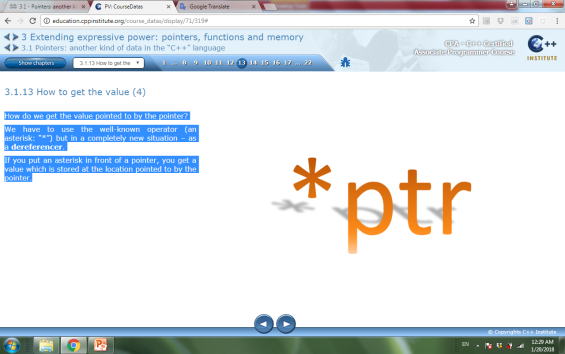 3.1 - Pointers: another k
PV: CourseDatas
Google Translate
education.cppinstitute.org/course_datas/display/71/319#
3 Extending expressive power: pointers, functions and memory
3.1 Pointers: another kind of data in the "C++" language
CPA - C++ Certified
Associate Programmer Course
C++
INSTITUTE
Show chapters
3.1.13 How to get the
1 ... 8 9 10 11 12 13 14 15 16 17 ... 22
3.1.13 How to get the value (4)
How do we get the value pointed to by the pointer?
We have to use the well-known operator (an
asterisk: "*") but in a completely new situation – as
a dereferencer.
If you put an asterisk in front of a pointer, you get a
value which is stored at the location pointed to by the
pointer.
*ptr
© Copyrights C++ Institute
EN
12:29 AM
1/20/2018